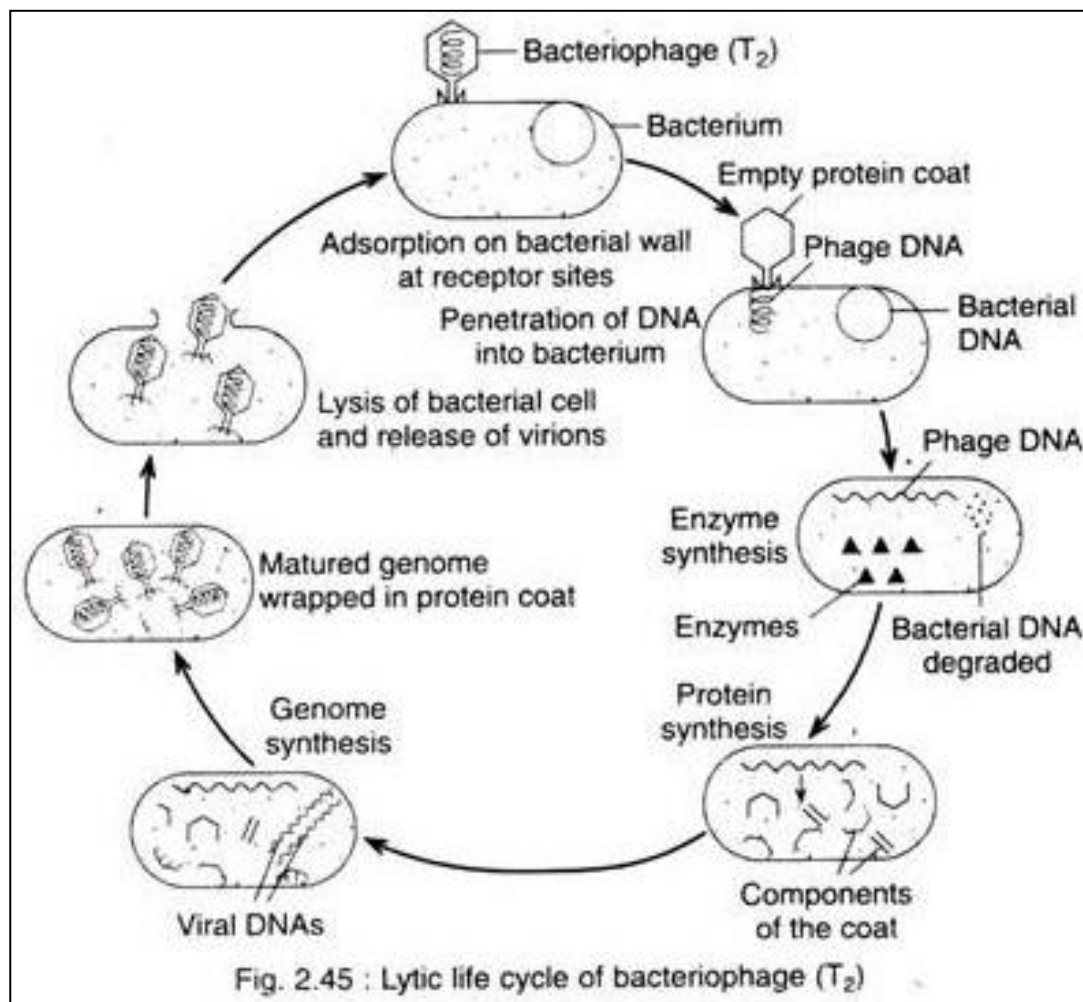 Bacteriophage (T₂)
Bacterium
Empty protein coat
Adsorption on bacterial wall
at receptor sites
Phage DNA
Penetration of DNA
into bacterium
Bacterial
DNA
Lysis of bacterial cell
and release of virions
Phage DNA
Enzyme
synthesis
Matured genome
wrapped in protein coat
Enzymes
Bacterial DNA
degraded
Protein
synthesis
Genome
synthesis
Viral DNAs
Components
of the coat
Fig. 2.45 : Lytic life cycle of bacteriophage (T₂)